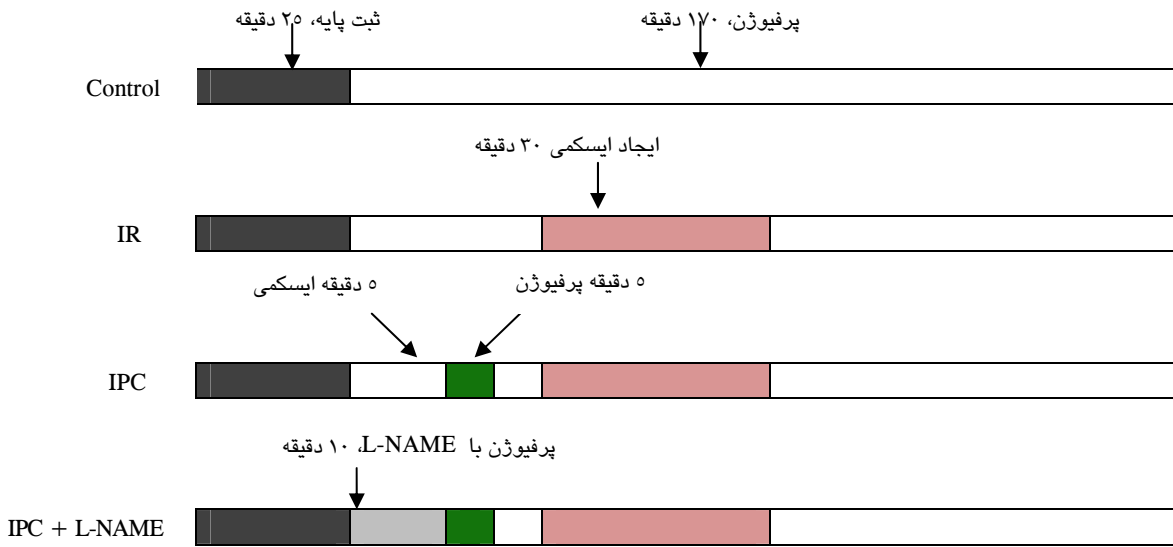 ثبت پایه، ۲۵ دقیقه
پرفیوژن، ۱۷۰ دقیقه
Control
ایجاد ایسکمی ۳۰ دقیقه
IR
۵ دقیقه پرفیوژن
۵ دقیقه ایسکمی
IPC
پرفیوژن با L-NAME، ۱۰ دقیقه
IPC + L-NAME